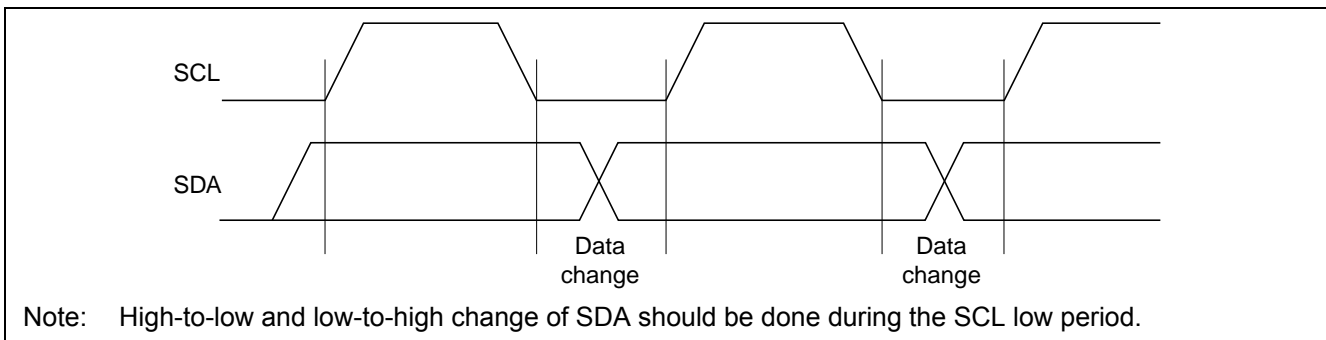 SCL
SDA
Data
change
Data
change
Note: High-to-low and low-to-high change of SDA should be done during the SCL low period.